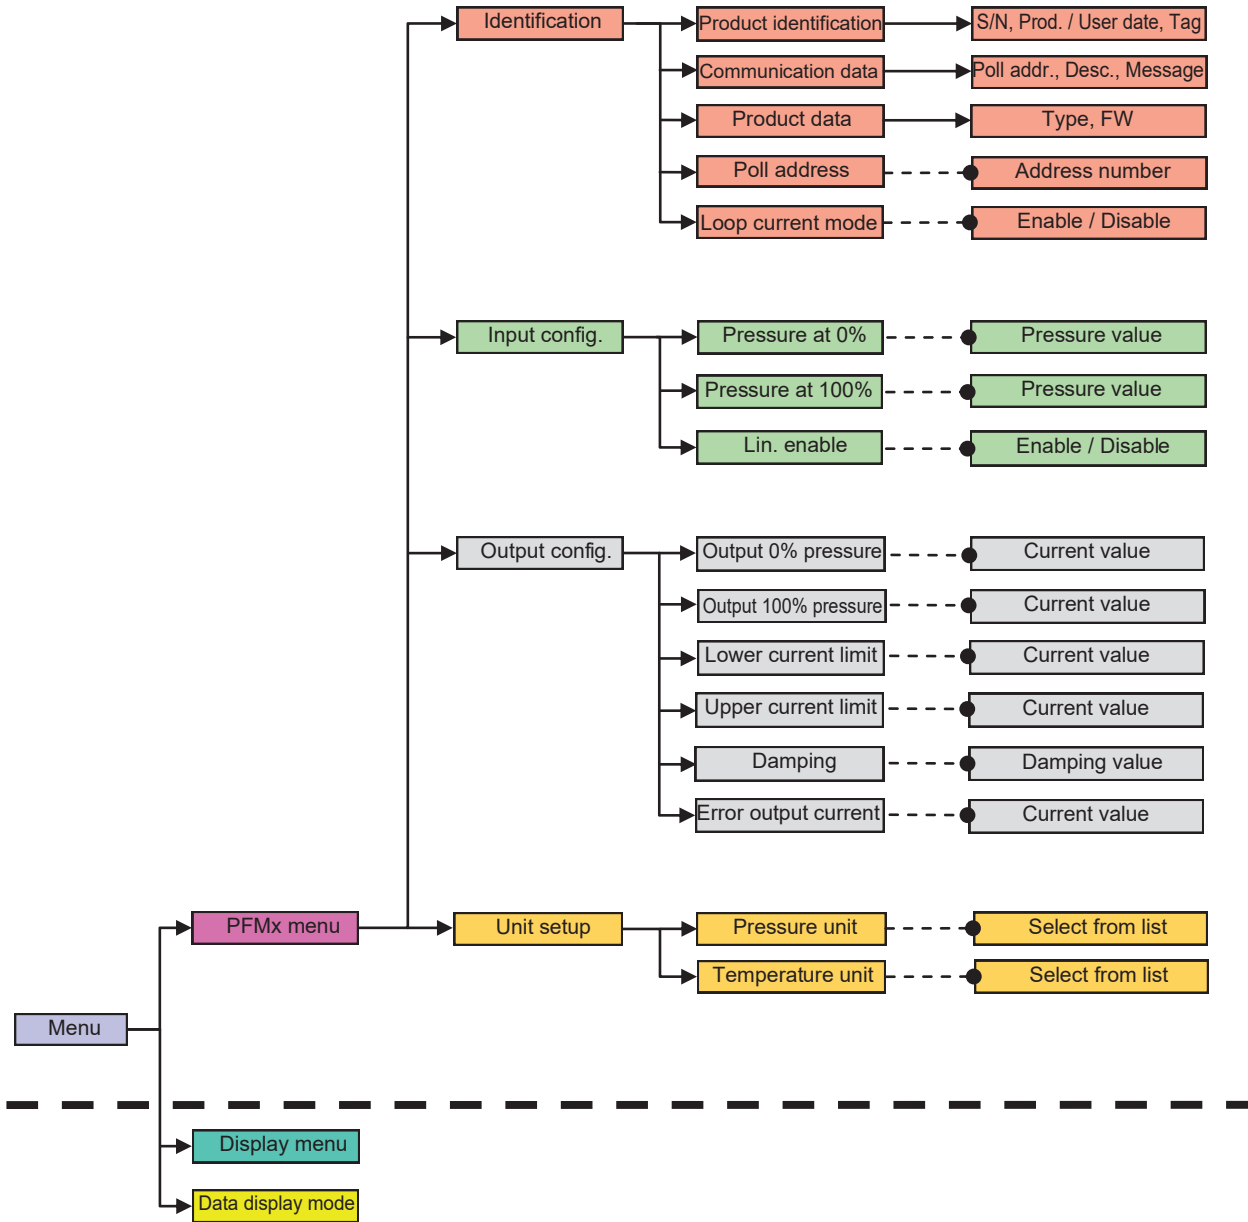 Identification
Product identification
S/N, Prod. / User date, Tag
Communication data
Poll addr., Desc., Message
Product data
Type, FW
Poll address
Address number
Loop current mode
Enable / Disable
Input config.
Pressure at 0%
Pressure value
Pressure at 100%
Pressure value
Lin. enable
Enable / Disable
Output config.
Output 0% pressure
Current value
Output 100% pressure
Current value
Lower current limit
Current value
Upper current limit
Current value
Damping
Damping value
Error output current
Current value
PFMx menu
Unit setup
Pressure unit
Select from list
Temperature unit
Select from list
Menu
Display menu
Data display mode